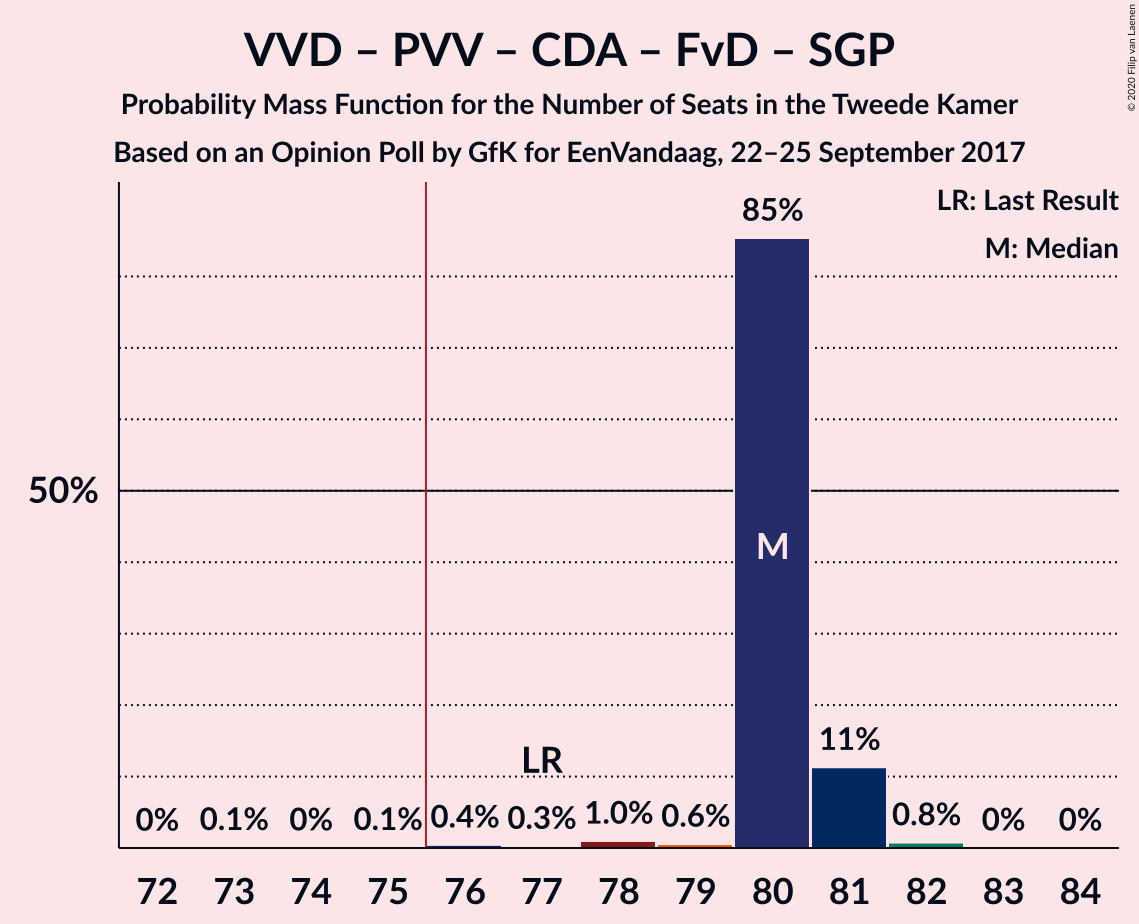 VVD – PVV – CDA – FvD – SGP
Probability Mass Function for the Number of Seats in the Tweede Kamer
Based on an Opinion Poll by GfK for EenVandaag, 22–25 September 2017
© 2020 Filip van Laenen
LR: Last Result
M: Median
85%
50%
M
11%
LR
0% 0.1% 0% 0.1% 0.4% 0.3% 1.0% 0.6% 0.8% 0% 0%
72 73 74 75 76 77 78 79 80 81 82 83 84